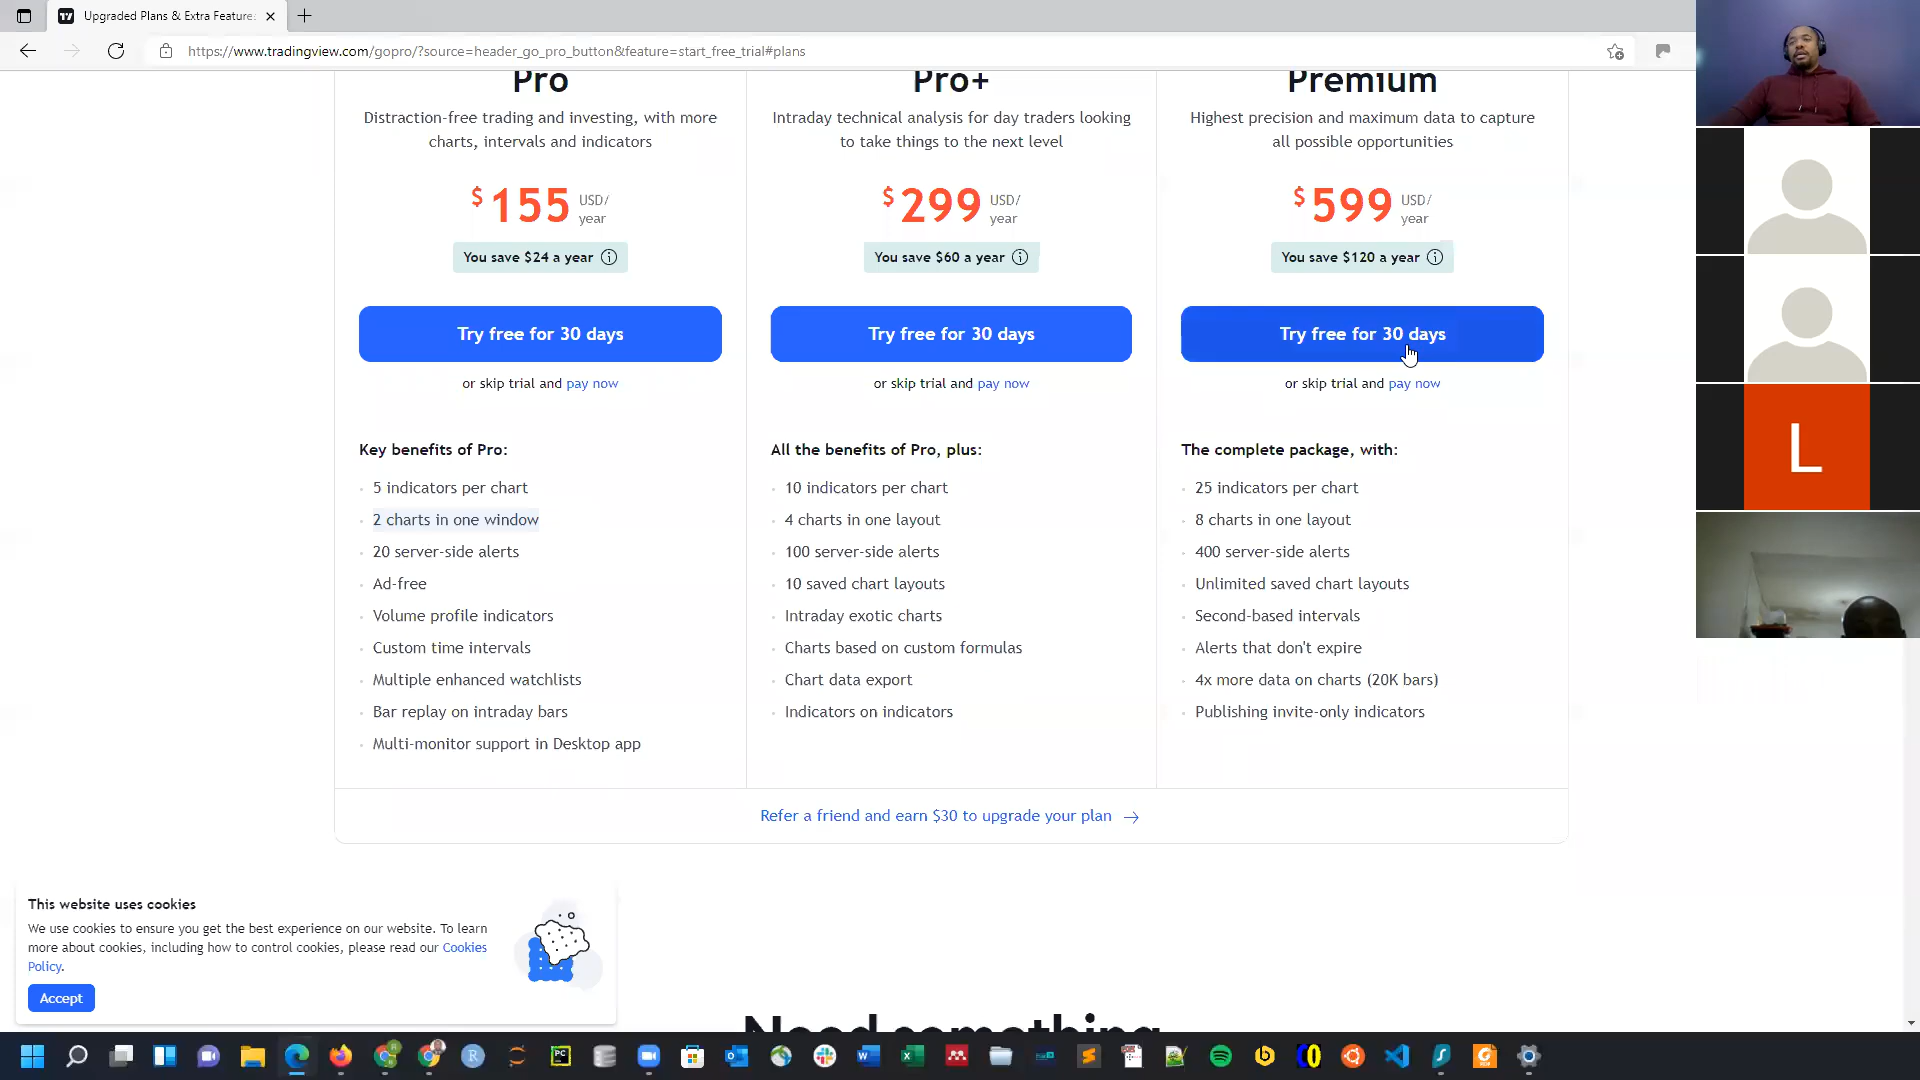 Upgraded Plans & Extra Feature
https://www.tradingview.com/gopro/?source=header_go_pro_button&feature=start_free_trial#plans
Pro
Distraction-free trading and investing, with more
charts, intervals and indicators
$ 155 USD/
year
You save $24 a year
Try free for 30 days
or skip trial and pay now
Key benefits of Pro:
5 indicators per chart
2 charts in one window
20 server-side alerts
Ad-free
Volume profile indicators
Custom time intervals
Multiple enhanced watchlists
Bar replay on intraday bars
Multi-monitor support in Desktop app
Pro+
Intraday technical analysis for day traders looking
to take things to the next level
$ 299 USD/
year
You save $60 a year
Try free for 30 days
or skip trial and pay now
All the benefits of Pro, plus:
10 indicators per chart
4 charts in one layout
100 server-side alerts
10 saved chart layouts
Intraday exotic charts
Charts based on custom formulas
Chart data export
Indicators on indicators
Premium
Highest precision and maximum data to capture
all possible opportunities
$ 599 USD/
year
You save $120 a year
Try free for 30 days
or skip trial and pay now
The complete package, with:
25 indicators per chart
8 charts in one layout
400 server-side alerts
Unlimited saved chart layouts
Second-based intervals
Alerts that don't expire
4x more data on charts (20K bars)
Publishing invite-only indicators
Refer a friend and earn $30 to upgrade your plan →
This website uses cookies
We use cookies to ensure you get the best experience on our website. To learn
more about cookies, including how to control cookies, please read our Cookies
Policy.
Accept
Need something
L